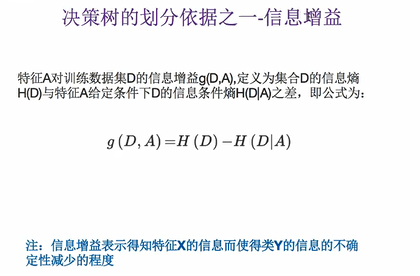 决策树的划分依据之一-信息增益
特征A对训练数据集D的信息增益g(D,A),定义为集合D的信息熵
H(D)与特征A给定条件下D的信息条件熵H(D|A)之差，即公式为：
g (D, A) =H (D) −H (D|A)
注：信息增益表示得知特征X的信息而使得类Y的信息的不确
定性减少的程度